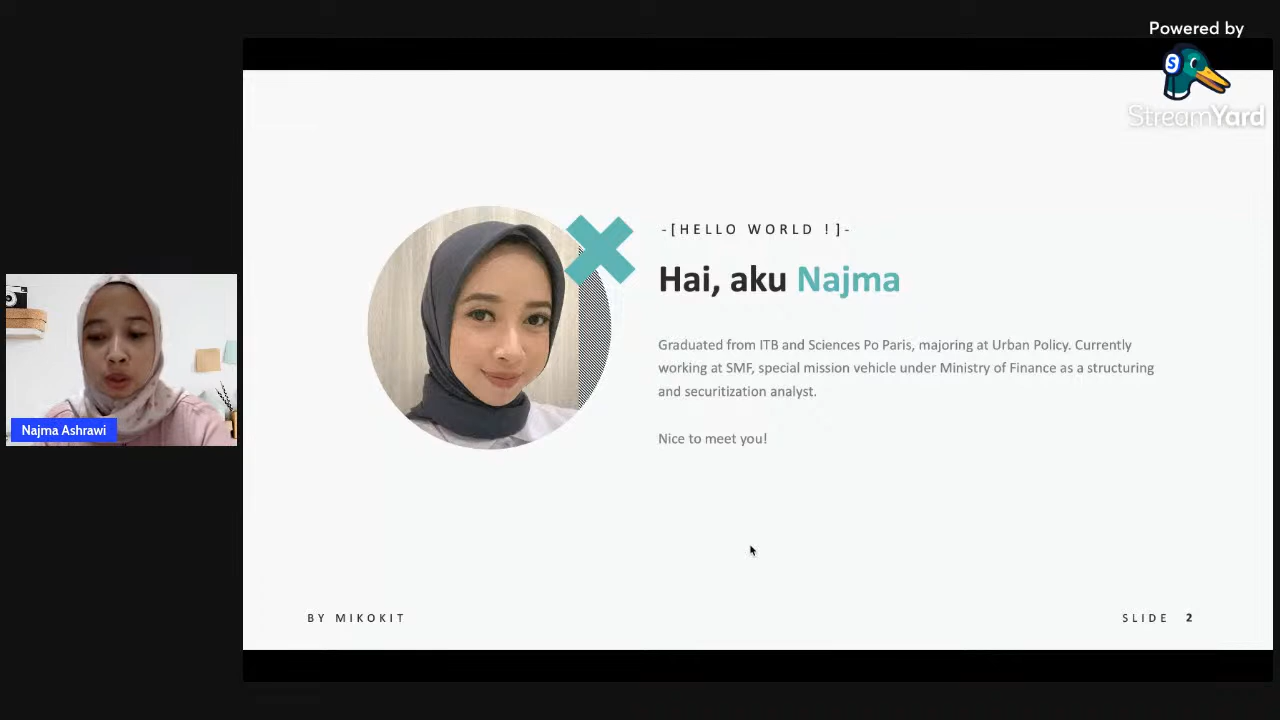 Powered by
StreamYard
-[HELLO WORLD !]-
Hai, aku Najma
Graduated from ITB and Sciences Po Paris, majoring at Urban Policy. Currently
working at SMF, special mission vehicle under Ministry of Finance as a structuring
and securitization analyst.
Nice to meet you!
Najma Ashrawi
BY MIKOKIT
SLIDE 2